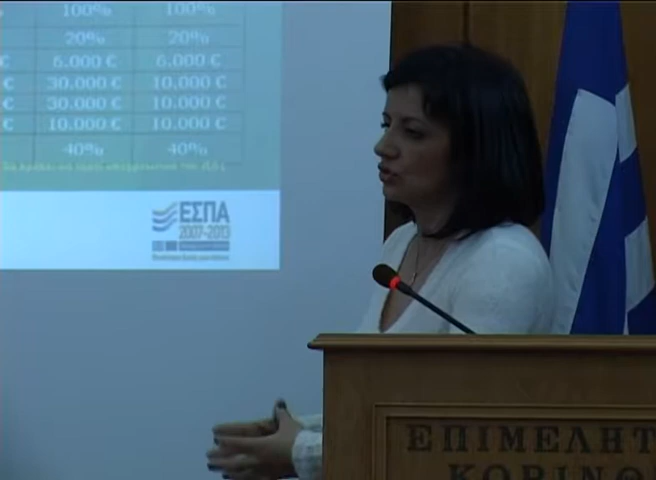 100% 100%
20% 20%
€ 6.000 € 6.000 €
€ 30.000 € 10.000 €
€ 30.000 € 10.000 €
€ 10.000 € 10.000 €
40% 40%
ΕΣΠΑ
2007-2013
ΕΠΙΜΕΛΗΤ
ΚΟΡΙΝΘΙ